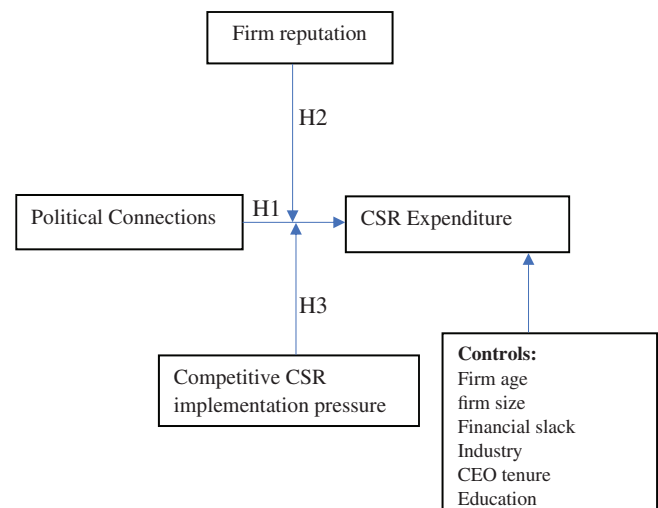 Firm reputation
H2
Political Connections
H1
CSR Expenditure
H3
Competitive CSR
implementation pressure
Controls:
Firm age
firm size
Financial slack
Industry
CEO tenure
Education